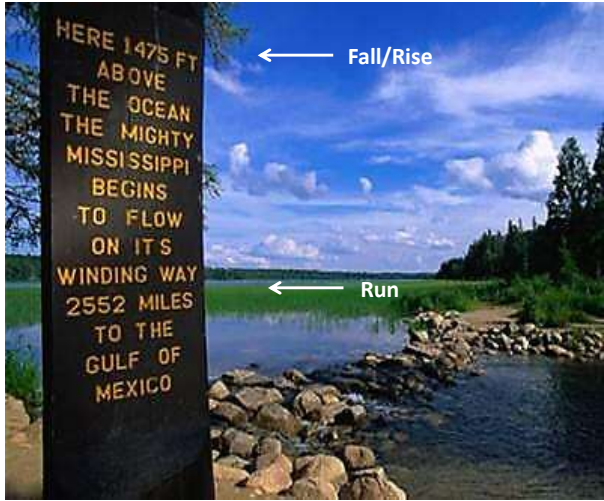 HERE 1475 FT
ABOVE
THE OCEAN
THE MIGHTY
MISSISSIPPI
BEGINS
TO FLOW
ON ITS
WINDING WAY
2552 MILES
TO THE
GULF OF
MEXICO
Fall/Rise
Run